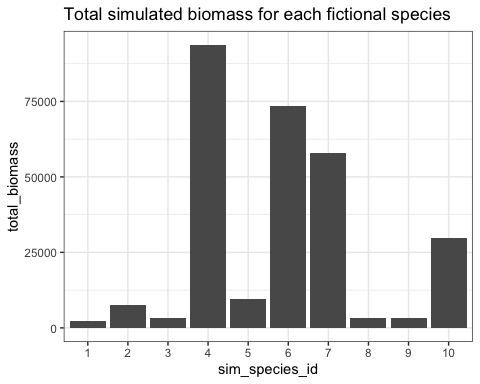 Total simulated biomass for each fictional species
total_biomass
75000
50000
25000
0
1 2 3 4 5 6 7 8 9 10
sim_species_id